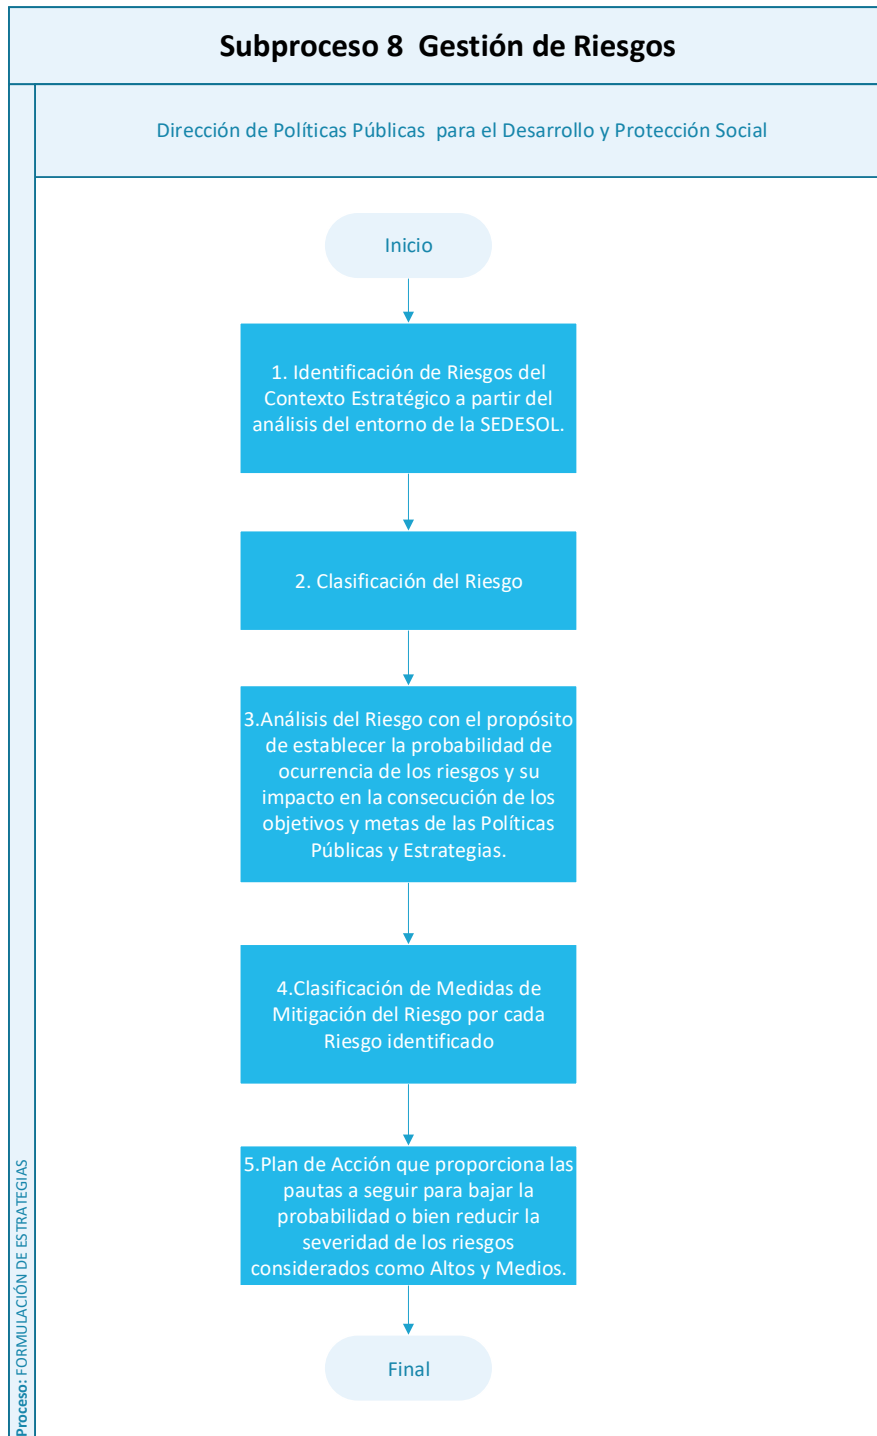 Subproceso 8  Gestión de Riesgos
Dirección de Políticas Públicas  para el Desarrollo y Protección Social
Inicio
1. Identificación de Riesgos del
Contexto Estratégico a partir del
análisis del entorno de la SEDESOL.
2. Clasificación del Riesgo
3.Análisis del Riesgo con el propósito
de establecer la probabilidad de
ocurrencia de los riesgos y su
impacto en la consecución de los
objetivos y metas de las Políticas
Públicas y Estrategias.
4.Clasificación de Medidas de
Mitigación del Riesgo por cada
Riesgo identificado
5.Plan de Acción que proporciona las
pautas a seguir para bajar la
probabilidad o bien reducir la
severidad de los riesgos
considerados como Altos y Medios.
Final
Proceso: FORMULACIÓN DE ESTRATEGIAS